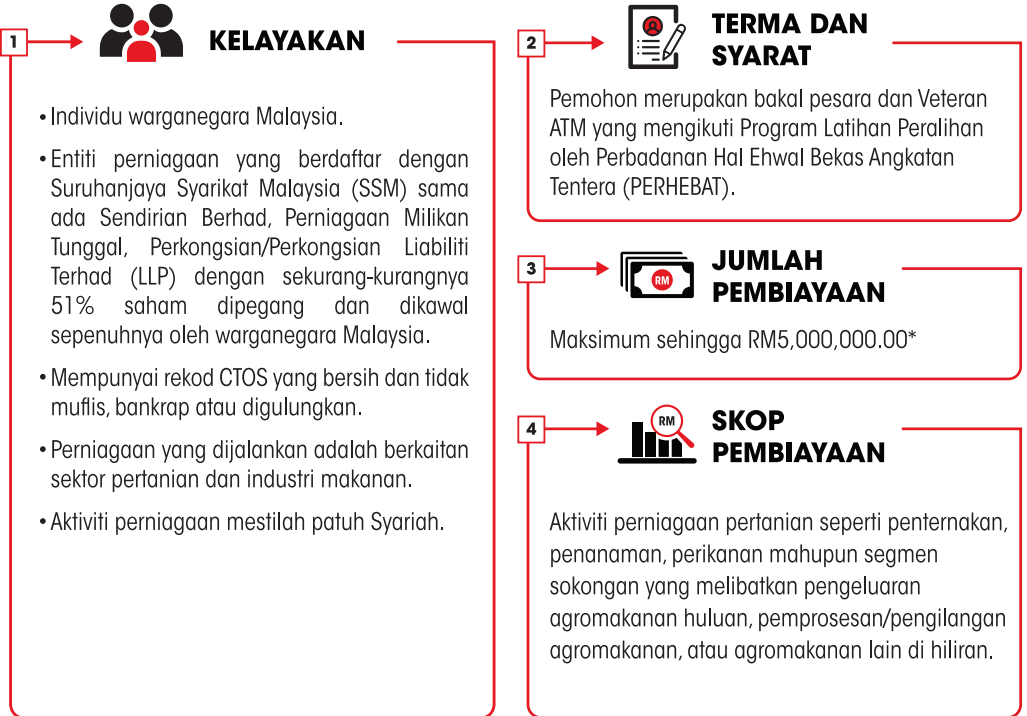 1
KELAYAKAN
• Individu warganegara Malaysia.
• Entiti perniagaan yang berdaftar dengan
Suruhanjaya Syarikat Malaysia (SSM) sama
ada Sendirian Berhad, Perniagaan Milikan
Tunggal, Perkongsian/Perkongsian Liabiliti
Terhad (LLP) dengan sekurang-kurangnya
51% saham dipegang dan dikawal
sepenuhnya oleh warganegara Malaysia.
• Mempunyai rekod CTOS yang bersih dan tidak
muflis, bankrap atau digulungkan.
• Perniagaan yang dijalankan adalah berkaitan
sektor pertanian dan industri makanan.
• Aktiviti perniagaan mestilah patuh Syariah.
2
TERMA DAN
SYARAT
Pemohon merupakan bakal pesara dan Veteran
ATM yang mengikuti Program Latihan Peralihan
oleh Perbadanan Hal Ehwal Bekas Angkatan
Tentera (PERHEBAT).
3
RM
JUMLAH
PEMBIAYAAN
Maksimum sehingga RM5,000,000.00*
4
RM
SKOP
PEMBIAYAAN
Aktiviti perniagaan pertanian seperti penternakan,
penanaman, perikanan mahupun segmen
sokongan yang melibatkan pengeluaran
agromakanan huluan, pemprosesan/pengilangan
agromakanan, atau agromakanan lain di hiliran.